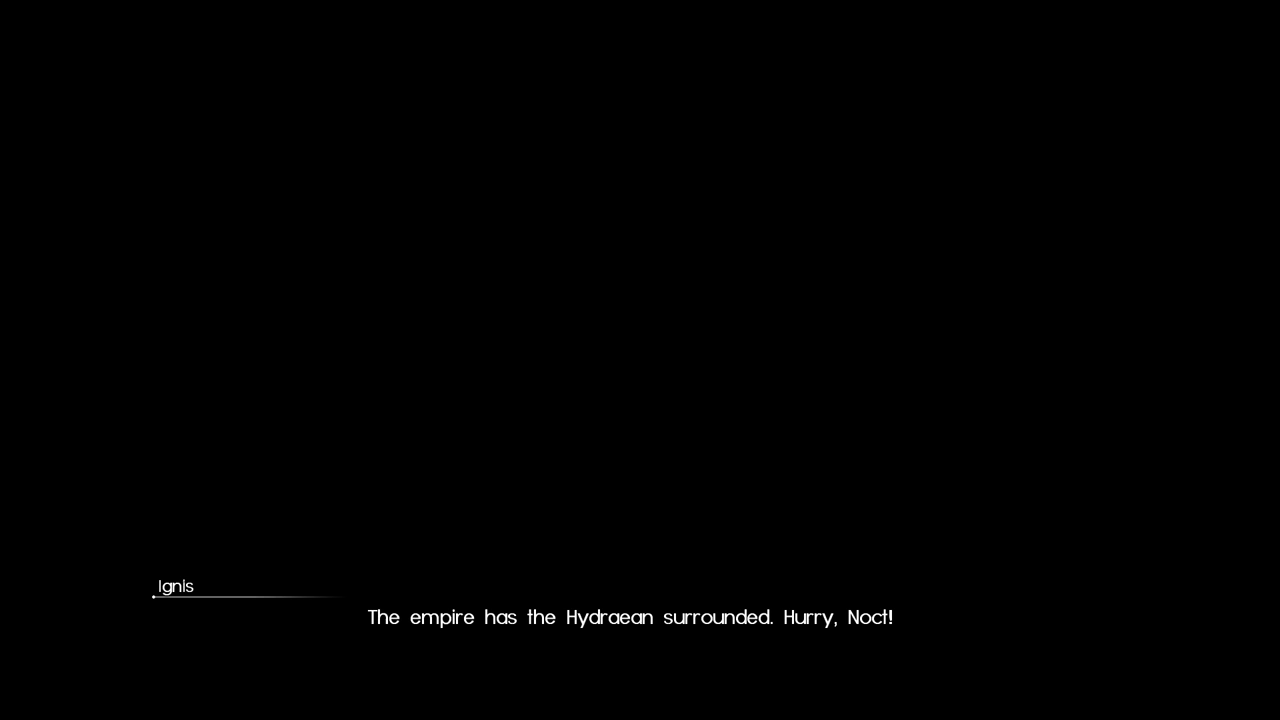 Ignis
The empire has the Hydraean surrounded. Hurry, Noct!